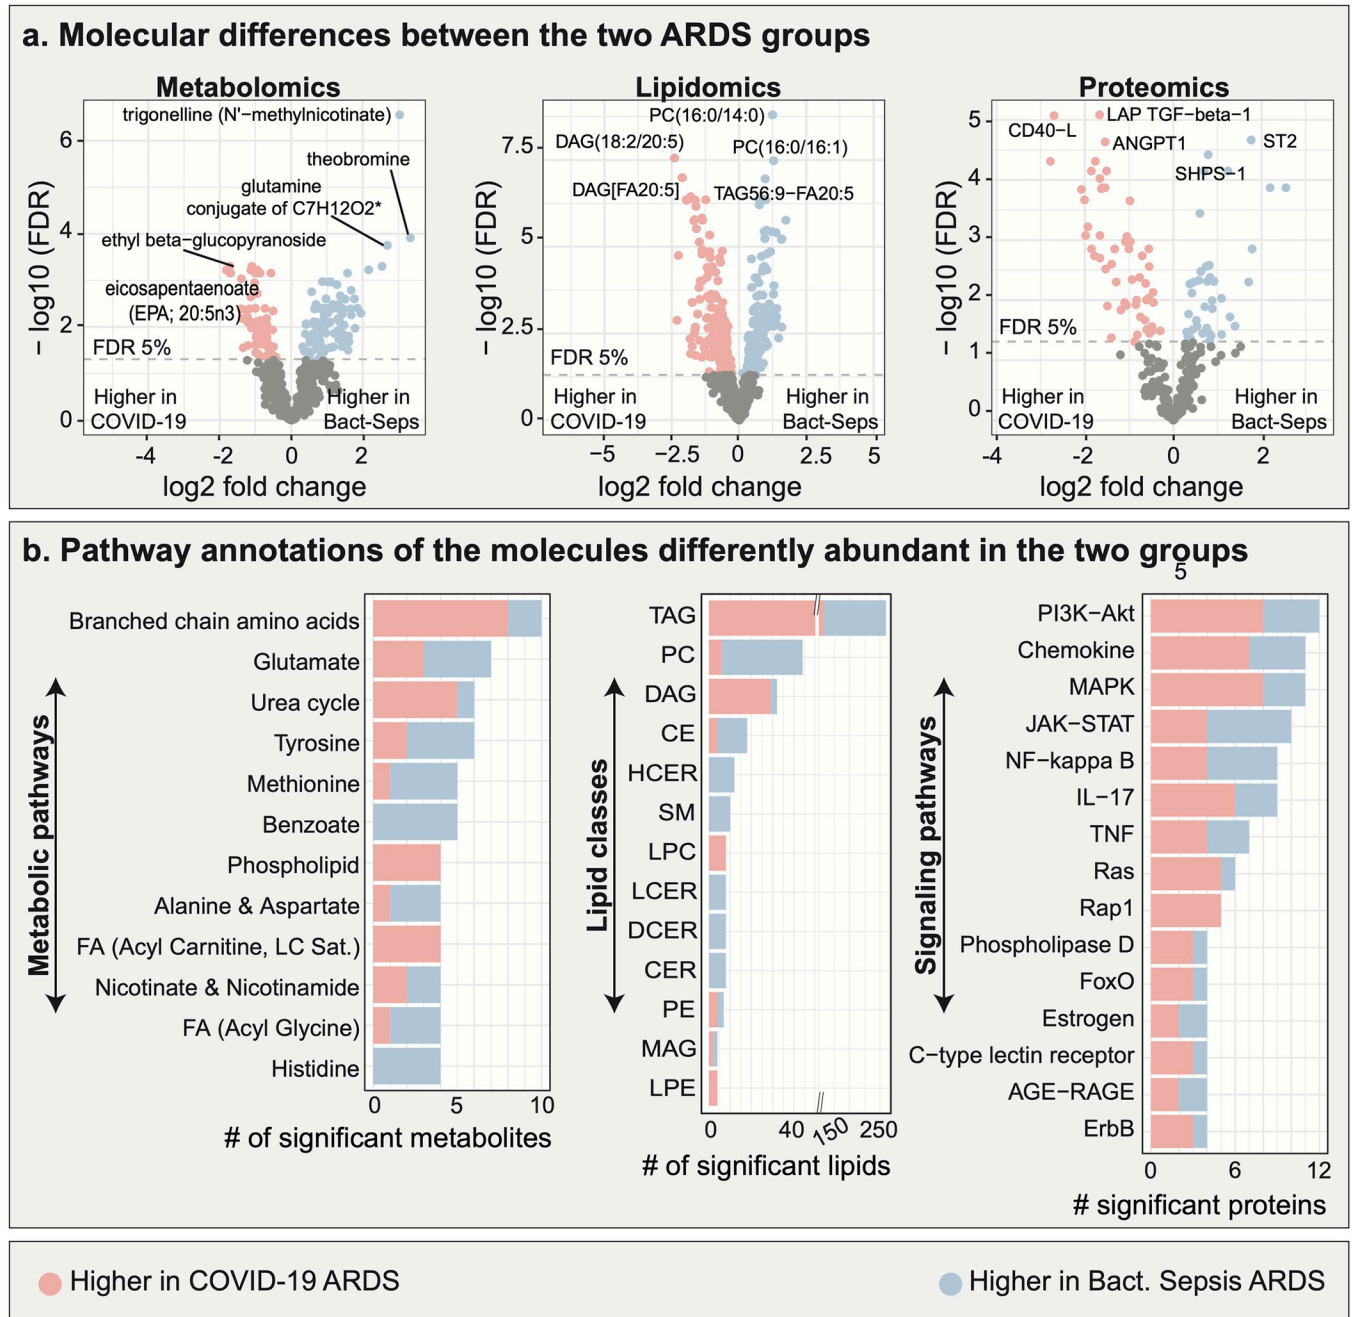 a. Molecular differences between the two ARDS groups
Metabolomics
trigonelline (N'−methylnicotinate)
theobromine
glutamine
conjugate of C7H12O2*
ethyl beta−glucopyranoside
eicosapentaenoate
(EPA; 20:5n3)
FDR 5%
Higher in
COVID-19
Higher in
Bact-Seps
6
4
2
0
− log10 (FDR)
-4
-2
0
2
log2 fold change
Lipidomics
PC(16:0/14:0)
DAG(18:2/20:5)
PC(16:0/16:1)
DAG[FA20:5]
TAG56:9−FA20:5
FDR 5%
Higher in
COVID-19
Higher in
Bact-Seps
7.5
5
2.5
0
− log10 (FDR)
−5
−2.5
0
2.5
5
log2 fold change
Proteomics
LAP TGF−beta−1
CD40−L
ANGPT1
ST2
SHPS−1
FDR 5%
Higher in
COVID-19
Higher in
Bact-Seps
5
4
3
2
1
0
− log10 (FDR)
-4
-2
0
2
log2 fold change
b. Pathway annotations of the molecules differently abundant in the two groups
5
Metabolic pathways
Branched chain amino acids
Glutamate
Urea cycle
Tyrosine
Methionine
Benzoate
Phospholipid
Alanine & Aspartate
FA (Acyl Carnitine, LC Sat.)
Nicotinate & Nicotinamide
FA (Acyl Glycine)
Histidine
0
5
10
# of significant metabolites
Lipid classes
TAG
PC
DAG
CE
HCER
SM
LPC
LCER
DCER
CER
PE
MAG
LPE
0
40
150
250
# of significant lipids
Signaling pathways
PI3K−Akt
Chemokine
MAPK
JAK−STAT
NF−kappa B
IL−17
TNF
Ras
Rap1
Phospholipase D
FoxO
Estrogen
C−type lectin receptor
AGE−RAGE
ErbB
0
6
12
# significant proteins
Higher in COVID-19 ARDS
Higher in Bact. Sepsis ARDS